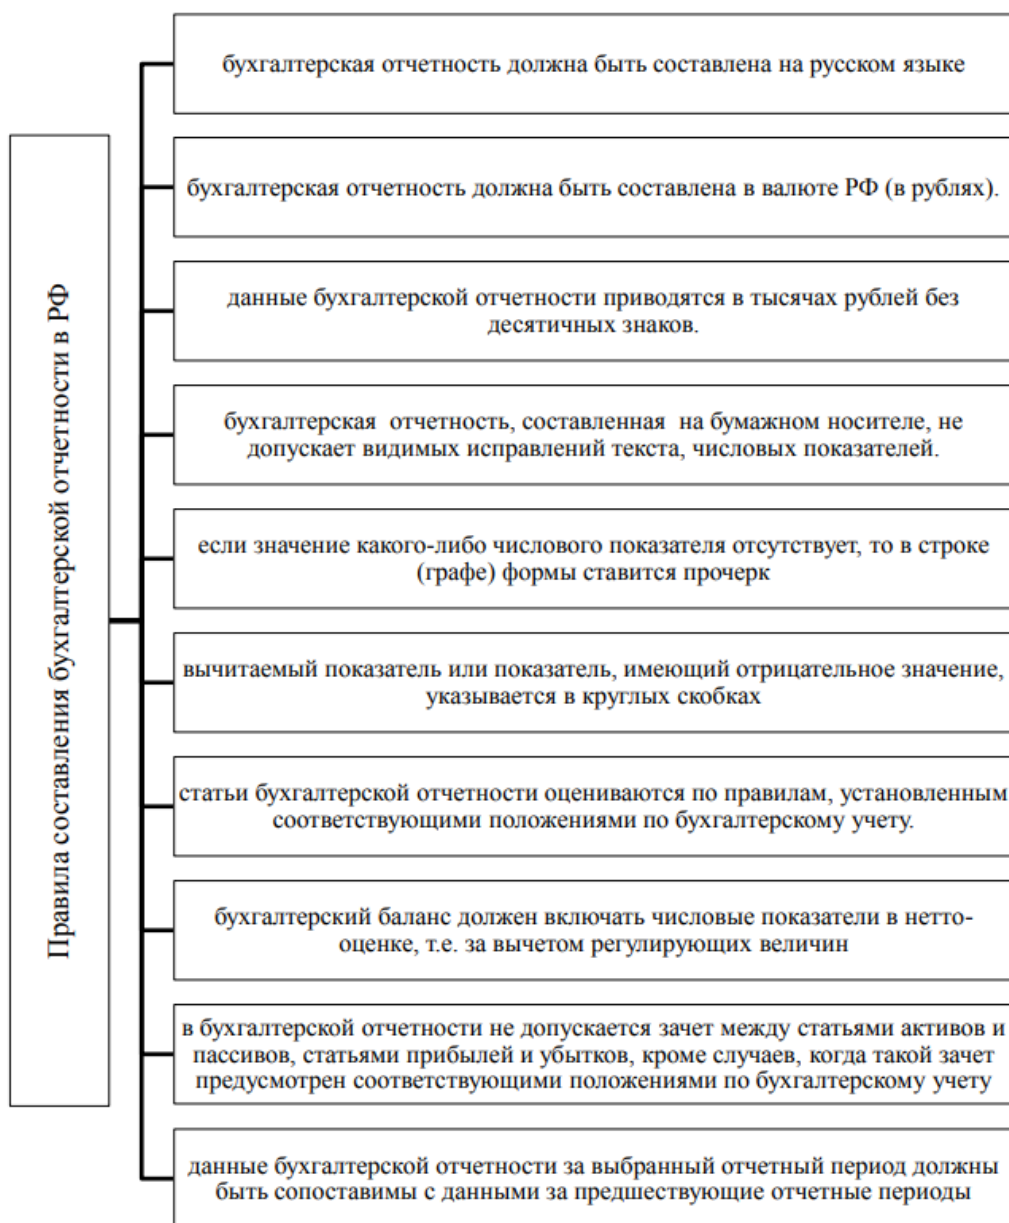 Правила составления бухгалтерской отчетности в РФ
бухгалтерская отчетность должна быть составлена на русском языке
бухгалтерская отчетность должна быть составлена в валюте РФ (в рублях).
данные бухгалтерской отчетности приводятся в тысячах рублей без
десятичных знаков.
бухгалтерская отчетность, составленная на бумажном носителе, не
допускает видимых исправлений текста, числовых показателей.
если значение какого-либо числового показателя отсутствует, то в строке
(графе) формы ставится прочерк
вычитаемый показатель или показатель, имеющий отрицательное значение,
указывается в круглых скобках
статьи бухгалтерской отчетности оцениваются по правилам, установленным
соответствующими положениями по бухгалтерскому учету.
бухгалтерский баланс должен включать числовые показатели в нетто-
оценке, т.е. за вычетом регулирующих величин
в бухгалтерской отчетности не допускается зачет между статьями активов и
пассивов, статьями прибылей и убытков, кроме случаев, когда такой зачет
предусмотрен соответствующими положениями по бухгалтерскому учету
данные бухгалтерской отчетности за выбранный отчетный период должны
быть сопоставимы с данными за предшествующие отчетные периоды